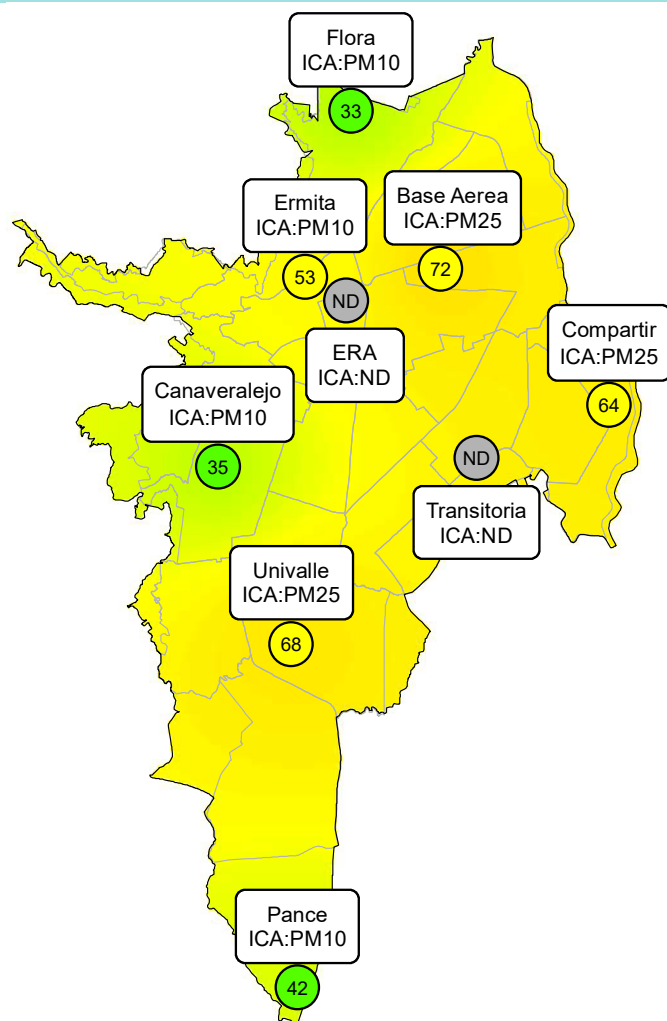 Flora
ICA:PM10
33
Ermita
ICA:PM10
53
Base Aerea
ICA:PM25
72
ND
ERA
ICA:ND
Compartir
ICA:PM25
64
Canaveralejo
ICA:PM10
35
ND
Transitoria
ICA:ND
Univalle
ICA:PM25
68
Pance
ICA:PM10
42